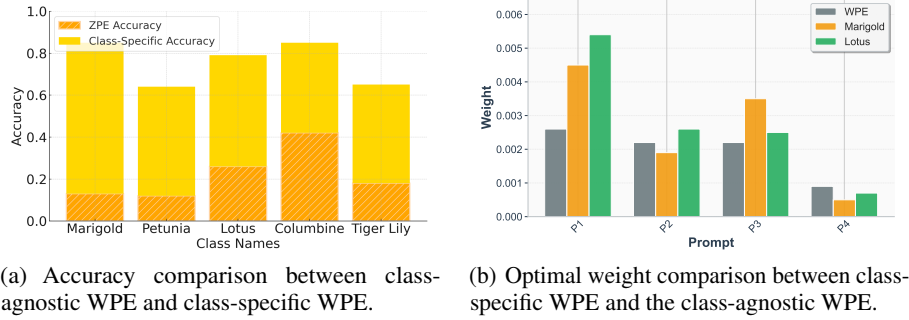 1.0
0.8
0.6
0.4
0.2
0.0
Accuracy
ZPE Accuracy
Class-Specific Accuracy
Marigold Petunia Lotus Columbine Tiger Lily
Class Names
0.006
0.005
0.004
0.003
0.002
0.001
0.000
Weight
WPE
Marigold
Lotus
P1 P2 P3 P4
Prompt
(a) Accuracy comparison between class-
agnostic WPE and class-specific WPE.
(b) Optimal weight comparison between class-
specific WPE and the class-agnostic WPE.